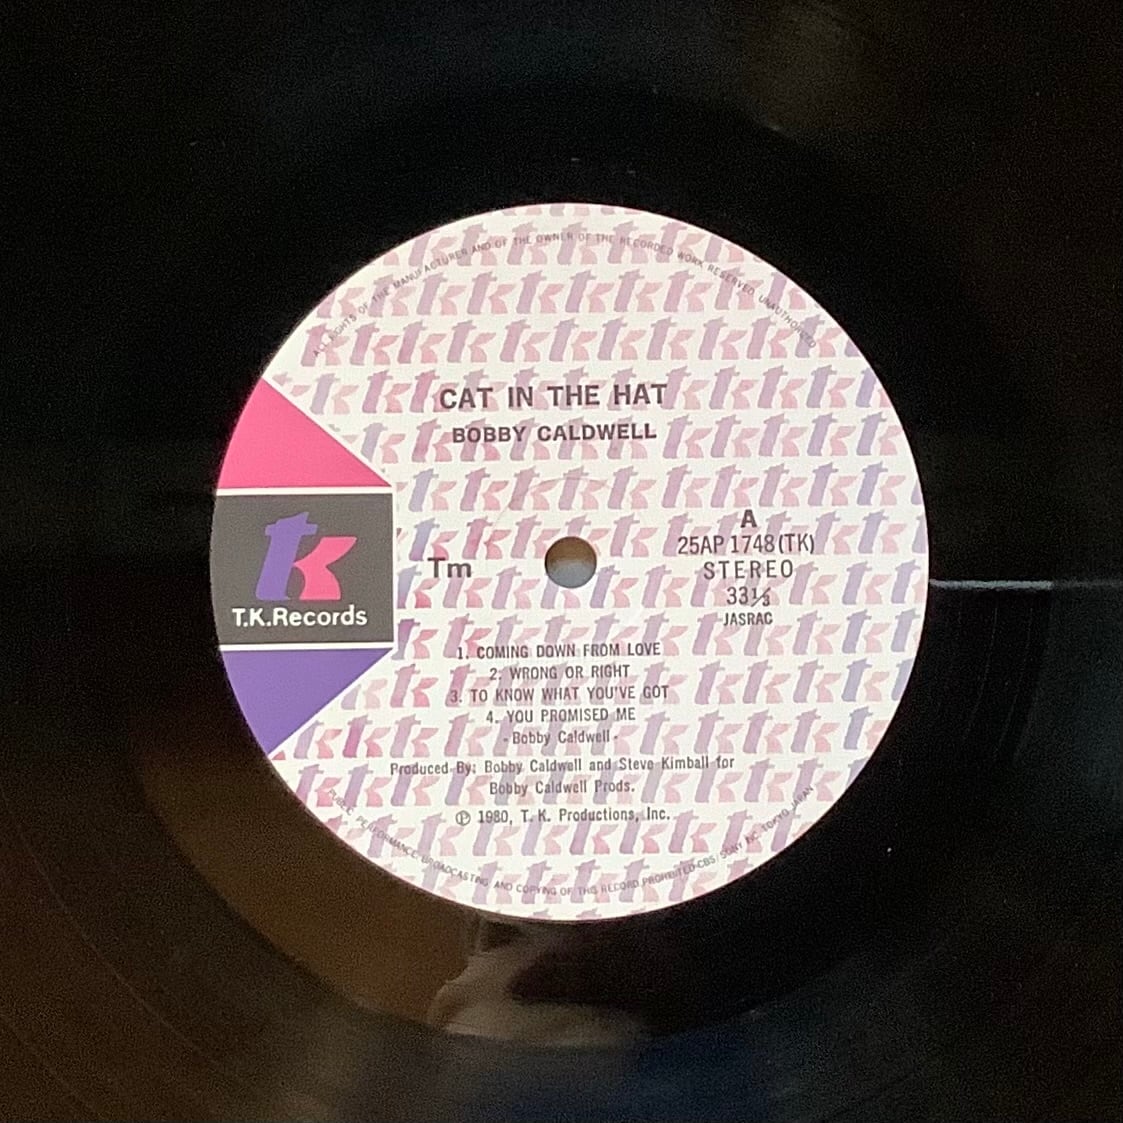 ALL RIGHTS OF THE MANUFACTURER AND OF THE OWNER OF THE RECORDED WORK RESERVED. UNAUTHORIZED
CAT IN THE HAT
BOBBY CALDWELL
A
25AP 1748(TK)
STEREO
33⅓
JASRAC
Tm
tk
T.K.Records
1. COMING DOWN FROM LOVE
2. WRONG OR RIGHT
3. TO KNOW WHAT YOU'VE GOT
4. YOU PROMISED ME
- Bobby Caldwell -
Produced By: Bobby Caldwell and Steve Kimball for
Bobby Caldwell Prods.
℗ 1980, T. K. Productions, Inc.
PUBLIC PERFORMANCE, BROADCASTING AND COPYING OF THIS RECORD PROHIBITED-CBS/SONY INC. TOKYO JAPAN